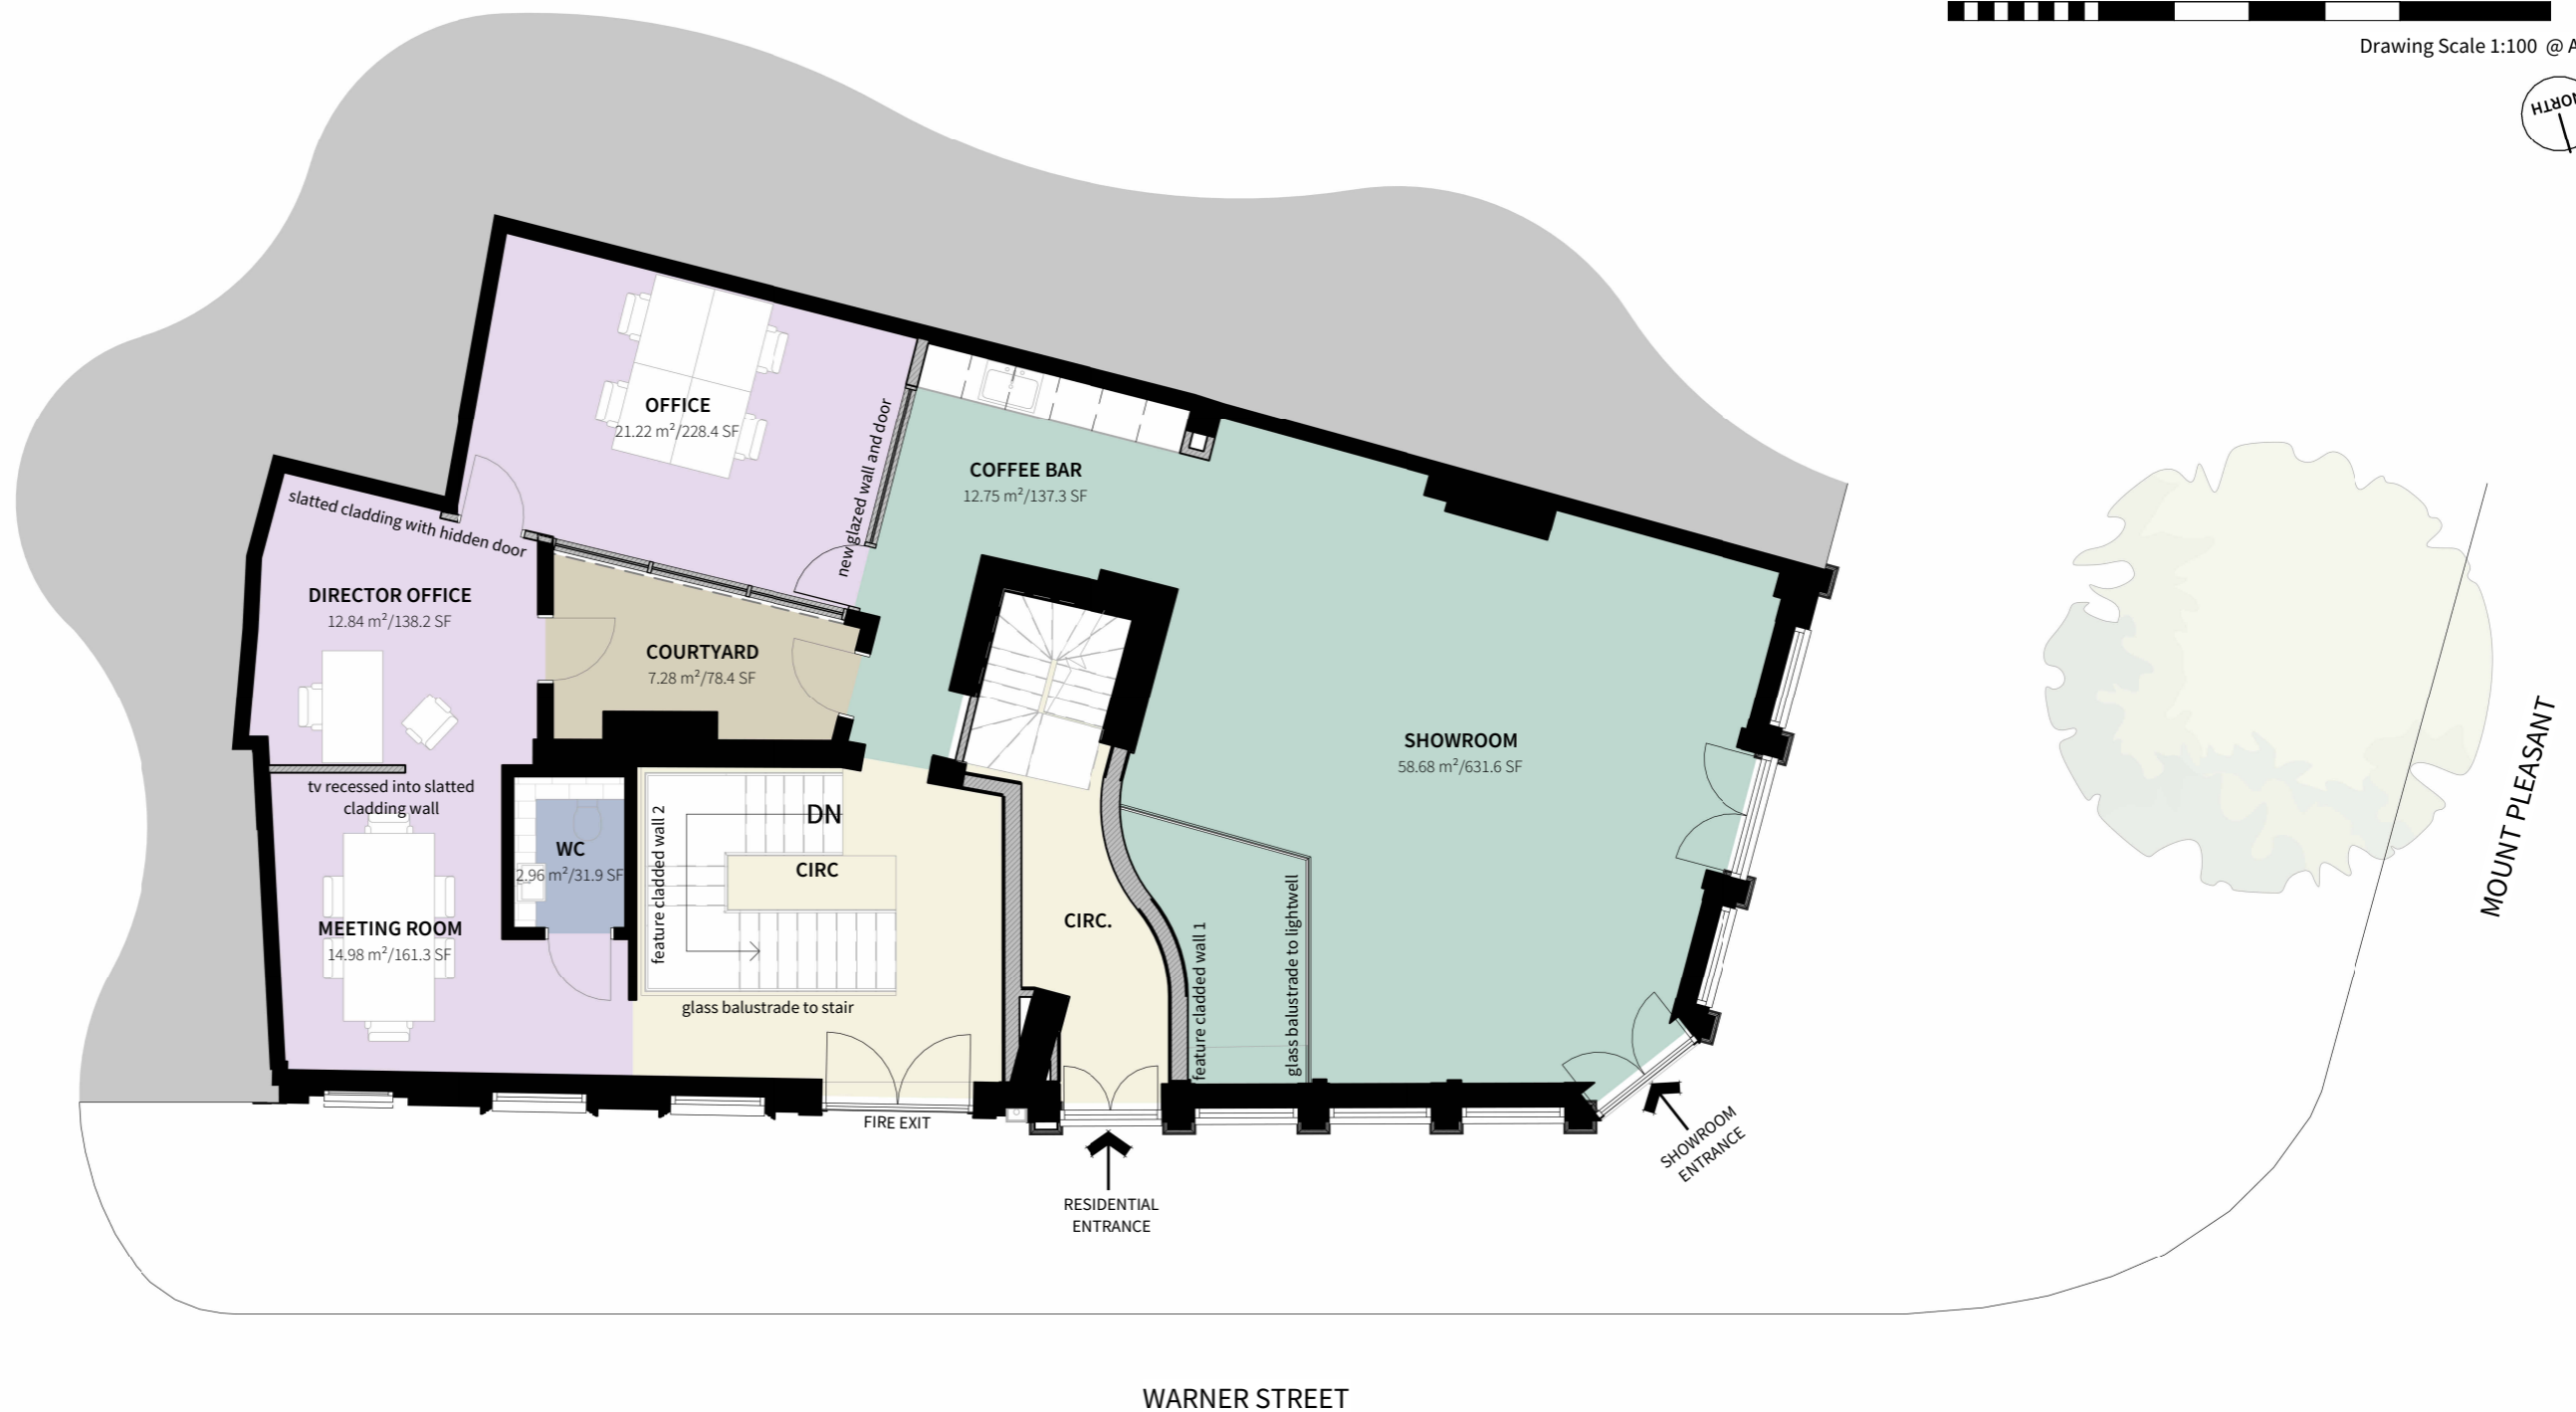 Drawing Scale 1:100 @ A
NORTH
OFFICE
21.22 m²/228.4 SF
new glazed wall and door
COFFEE BAR
12.75 m²/137.3 SF
slatted cladding with hidden door
DIRECTOR OFFICE
12.84 m²/138.2 SF
COURTYARD
7.28 m²/78.4 SF
SHOWROOM
58.68 m²/631.6 SF
MOUNT PLEASANT
tv recessed into slatted
cladding wall
feature cladded wall 2
DN
CIRC
WC
2.96 m²/31.9 SF
MEETING ROOM
14.98 m²/161.3 SF
CIRC.
feature cladded wall 1
glass balustrade to lightwell
glass balustrade to stair
FIRE EXIT
SHOWROOM
ENTRANCE
RESIDENTIAL
ENTRANCE
WARNER STREET